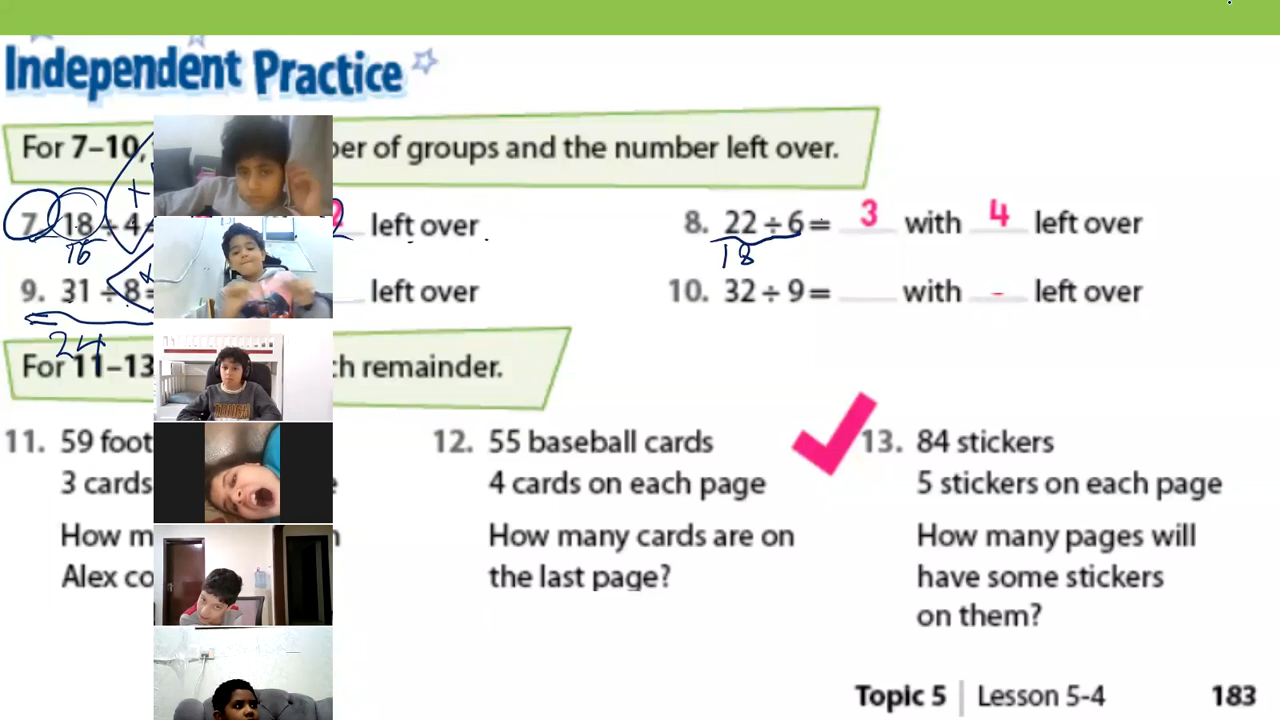 Independent Practice
For 7–10, ber of groups and the number left over.
7 18 ÷ 4 = 2 left over
16
8. 22 ÷ 6 = 3 with 4 left over
18
9. 31 ÷ 8 = left over
24
10. 32 ÷ 9 = with - left over
For 11–13 ch remainder.
11. 59 foot
3 cards e
How m n
Alex co
12. 55 baseball cards
4 cards on each page
How many cards are on
the last page?
13. 84 stickers
5 stickers on each page
How many pages will
have some stickers
on them?
Topic 5 | Lesson 5-4 183